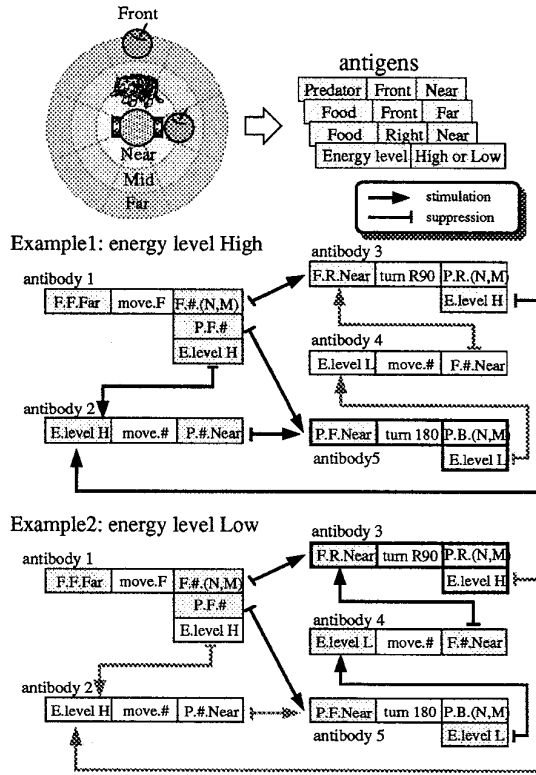 Front
Near
Mid
Far
antigens
Predator Front Near
Food Front Far
Food Right Near
Energy level High or Low
stimulation
suppression
Example1: energy level High
antibody 1
F.F.Far move.F F.#.(N,M)
P.F.#
E.level H
antibody 2
E.level H move.# P.#.Near
antibody 3
F.R.Near turn R90 P.R.(N,M)
E.level H
antibody 4
E.level L move.# F.#.Near
P.F.Near turn 180 P.B.(N,M)
antibody5 E.level L
Example2: energy level Low
antibody 1
F.F.Far move.F F.#.(N,M)
P.F.#
E.level H
antibody 2
E.level H move.# P.#.Near
antibody 3
F.R.Near turn R90 P.R.(N,M)
E.level H
antibody 4
E.level L move.# F.#.Near
P.F.Near turn 180 P.B.(N,M)
antibody 5 E.level L